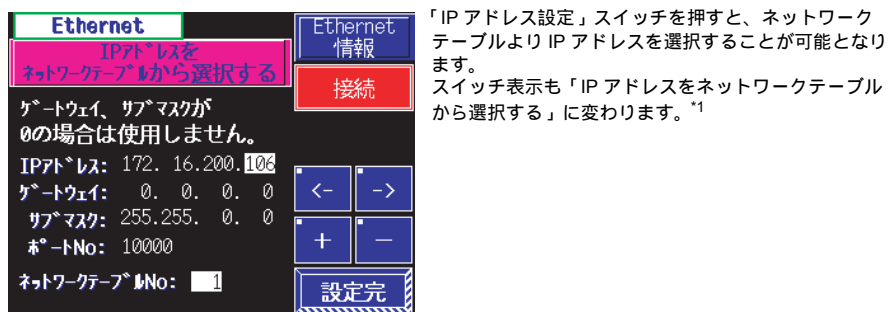 Ethernet
IPｱﾄﾞﾚｽを
ﾈｯﾄﾜｰｸﾃｰﾌﾞﾙから選択する
ｹﾞｰﾄｳｪｲ、ｻﾌﾞﾏｽｸが
0の場合は使用しません。
IPｱﾄﾞﾚｽ: 172. 16.200.106
ｹﾞｰﾄｳｪｲ: 0. 0. 0. 0
ｻﾌﾞﾏｽｸ: 255.255. 0. 0
ﾎﾟｰﾄNo: 10000
ﾈｯﾄﾜｰｸﾃｰﾌﾞﾙNo: 1
Ethernet
情報
接続
<- ->
+ −
設定完
「IP アドレス設定」スイッチを押すと、ネットワーク
テーブルより IP アドレスを選択することが可能となり
ます。
スイッチ表示も「IP アドレスをネットワークテーブル
から選択する」に変わります。*1